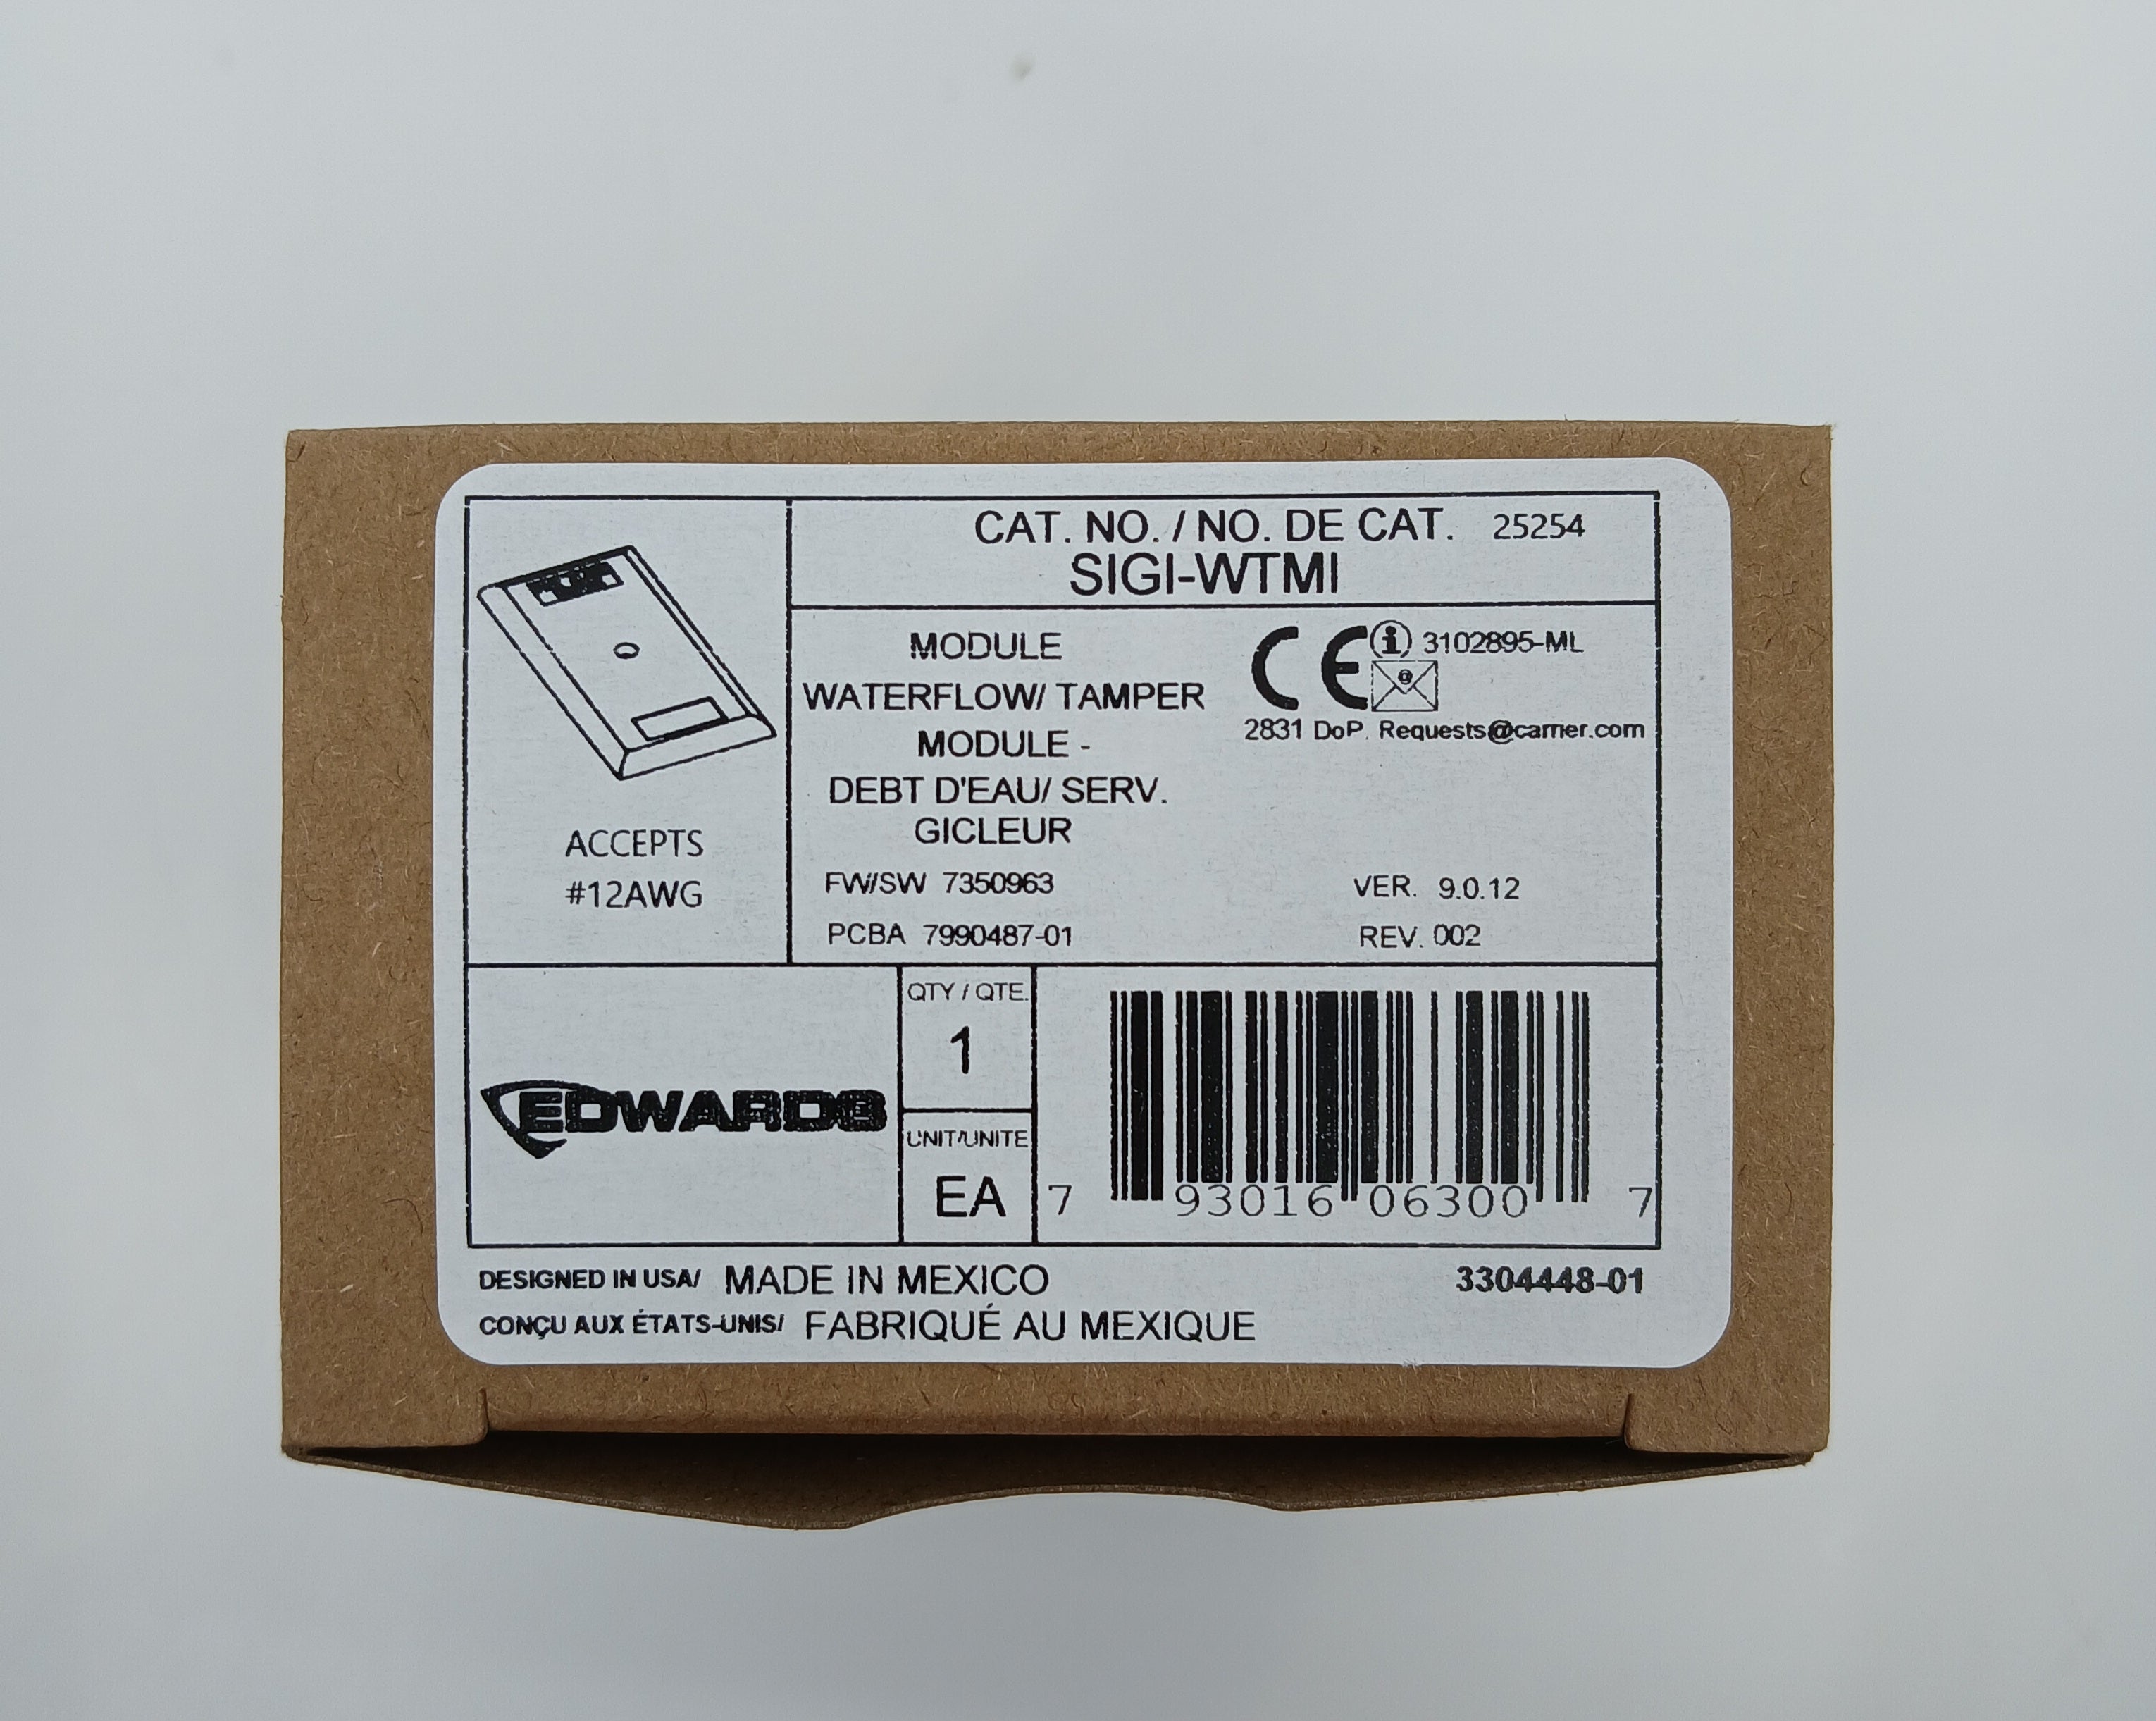 CAT. NO. / NO. DE CAT. 25254
SIGI-WTMI
MODULE
WATERFLOW/ TAMPER
MODULE -
DEBT D'EAU/ SERV.
GICLEUR
3102895-ML
@
2831 DoP. Requests@carrier.com
ACCEPTS
#12AWG
FW/SW 7350963
VER. 9.0.12
PCBA 7990487-01
REV. 002
EDWARDS
QTY / QTE.
1
UNIT/UNITE
EA
7 93016 06300 7
DESIGNED IN USA/ MADE IN MEXICO
CONÇU AUX ÉTATS-UNIS/ FABRIQUÉ AU MEXIQUE
3304448-01